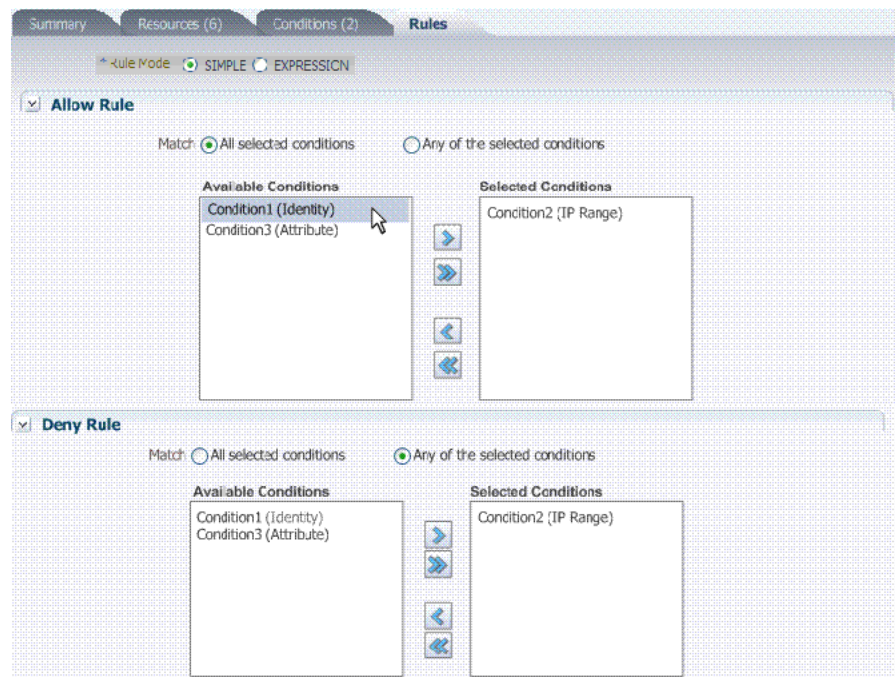 Summary Resources (6) Conditions (2) Rules
* Rule Mode SIMPLE EXPRESSION
Allow Rule
Match All selected conditions Any of the selected conditions
Available Conditions Selected Conditions
Condition1 (Identity) Condition2 (IP Range)
Condition3 (Attribute)
Deny Rule
Match All selected conditions Any of the selected conditions
Available Conditions Selected Conditions
Condition1 (Identity) Condition2 (IP Range)
Condition3 (Attribute)